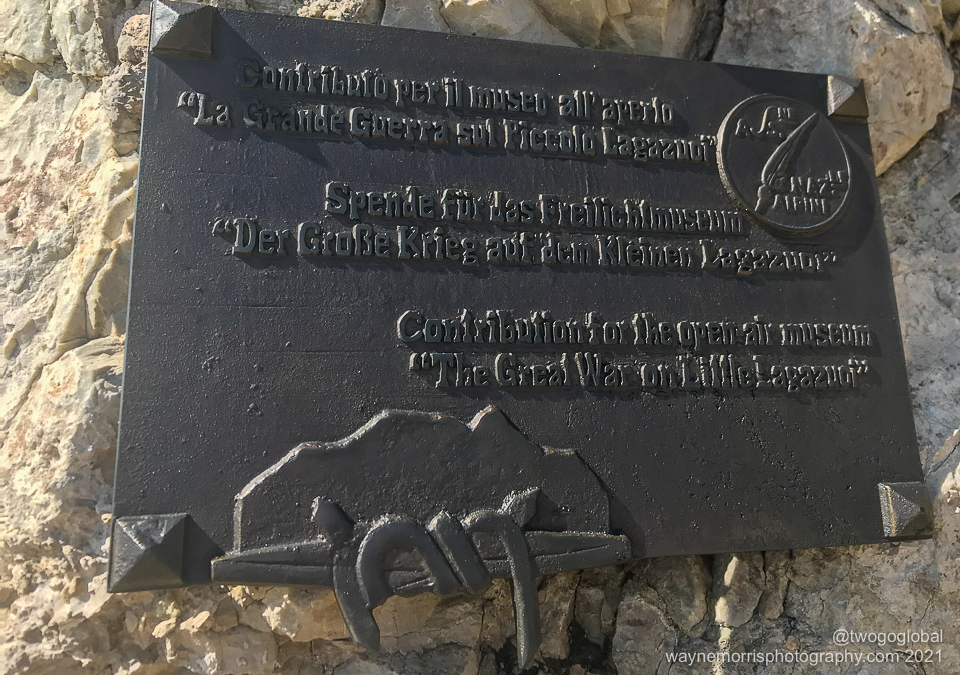 Contributo per il museo all'aperto
"La Grande Guerra sul Piccolo Lagazuoi"
Spende für das Freilichtmuseum
"Der Große Krieg auf dem Kleinen Lagazuoi"
Contribution for the open air museum
"The Great War on Little Lagazuoi"
ALPINI
@twogoglobal
waynemorrisphotography.com 2021